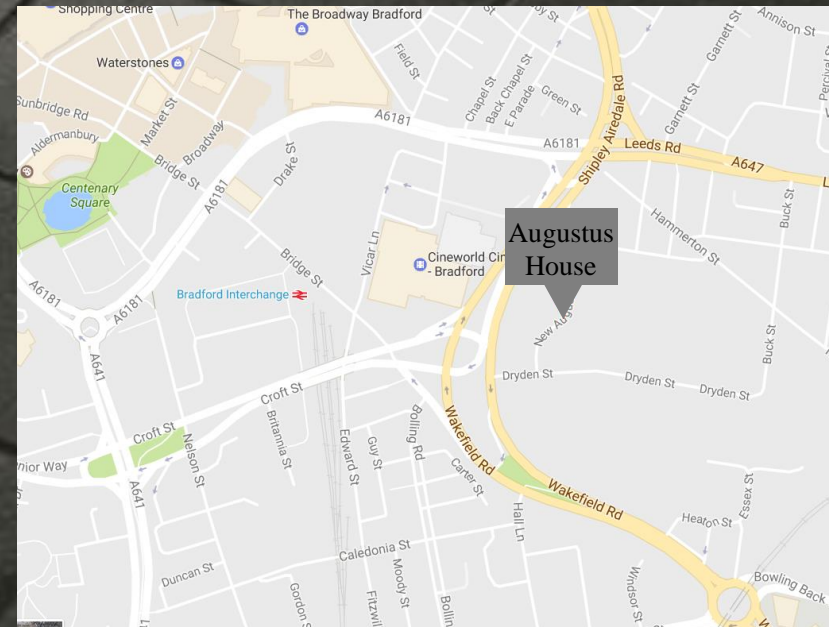 Shopping Centre
The Broadway Bradford
Waterstones
Sunbridge Rd
Aldermanbury
Market St
Broadway
Bridge St
Centenary
Square
A6181
A6181
Drake St
Field St
Chapel St
Back Chapel St
E Parade
Green St
Shipley Airedale Rd
Garnett St
Garnett St
Annison St
Percival St
A6181
Leeds Rd
A647
Buck St
Hammerton St
Augustus
House
Vicar Ln
Cineworld
- Bradford
Bridge St
Bradford Interchange
A6181
A6181
A641
New
Dryden St
Dryden St
Dryden St
Buck St
Croft St
Croft St
Nelson St
Britannia St
Edward St
Guy St
Bolling Rd
Carter St
Wakefield Rd
Wakefield Rd
Hall Ln
Essex St
Heaton St
A641
Duncan St
Caledonia St
Gordon
Moody St
Windsor St
Bowling Back